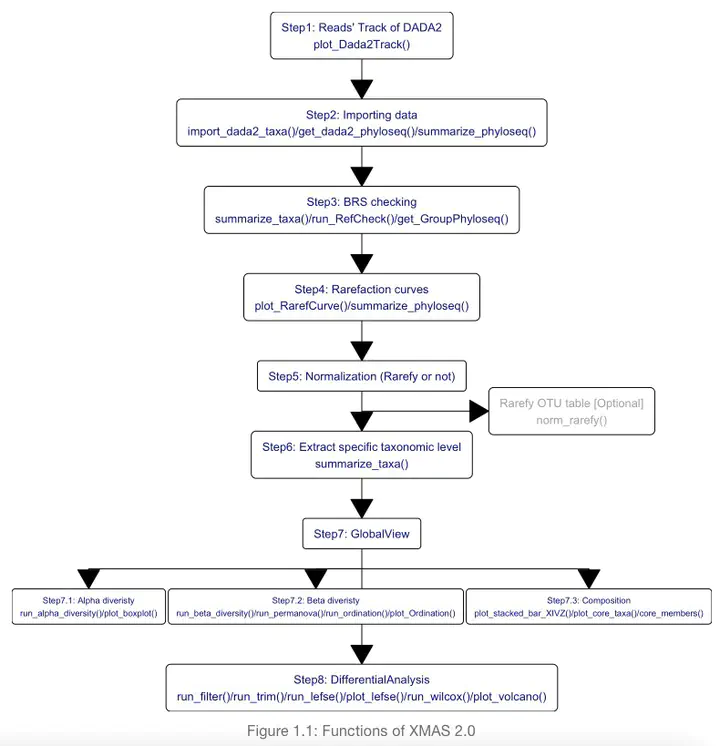 Step1: Reads' Track of DADA2
plot_Dada2Track()
Step2: Importing data
import_dada2_taxa()/get_dada2_phyloseq()/summarize_phyloseq()
Step3: BRS checking
summarize_taxa()/run_RefCheck()/get_GroupPhyloseq()
Step4: Rarefaction curves
plot_RarefCurve()/summarize_phyloseq()
Step5: Normalization (Rarefy or not)
Rarefy OTU table [Optional]
norm_rarefy()
Step6: Extract specific taxonomic level
summarize_taxa()
Step7: GlobalView
Step7.1: Alpha diveristy
run_alpha_diversity()/plot_boxplot()
Step7.2: Beta diveristy
run_beta_diversity()/run_permanova()/run_ordination()/plot_Ordination()
Step7.3: Composition
plot_stacked_bar_XIVZ()/plot_core_taxa()/core_members()
Step8: DifferentialAnalysis
run_filter()/run_trim()/run_lefse()/plot_lefse()/run_wilcox()/plot_volcano()
Figure 1.1: Functions of XMAS 2.0